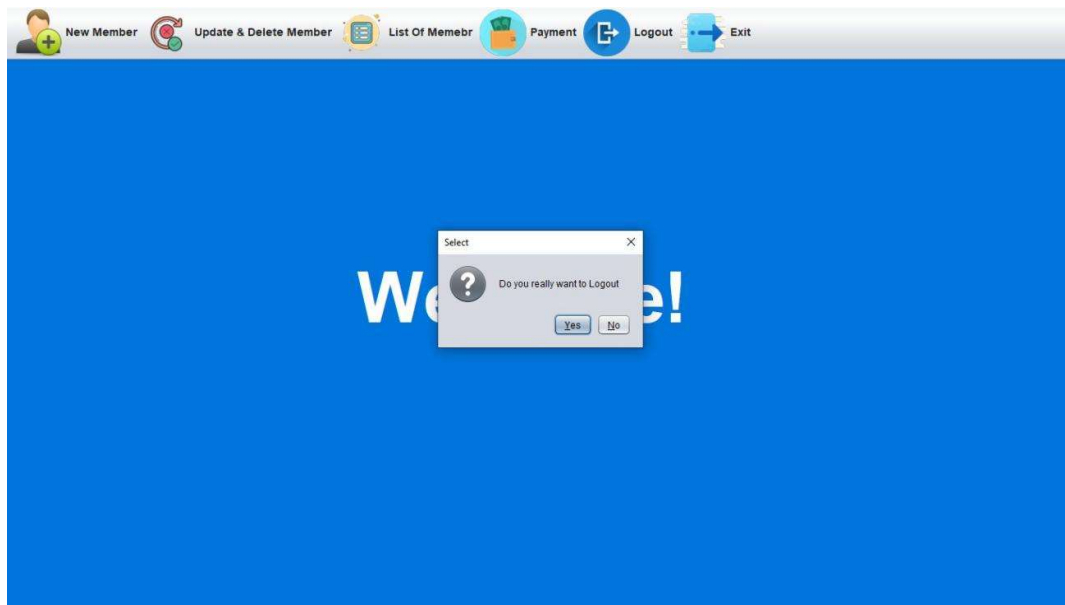 New Member Update & Delete Member List Of Memebr Payment Logout Exit
Select
Do you really want to Logout
Yes No